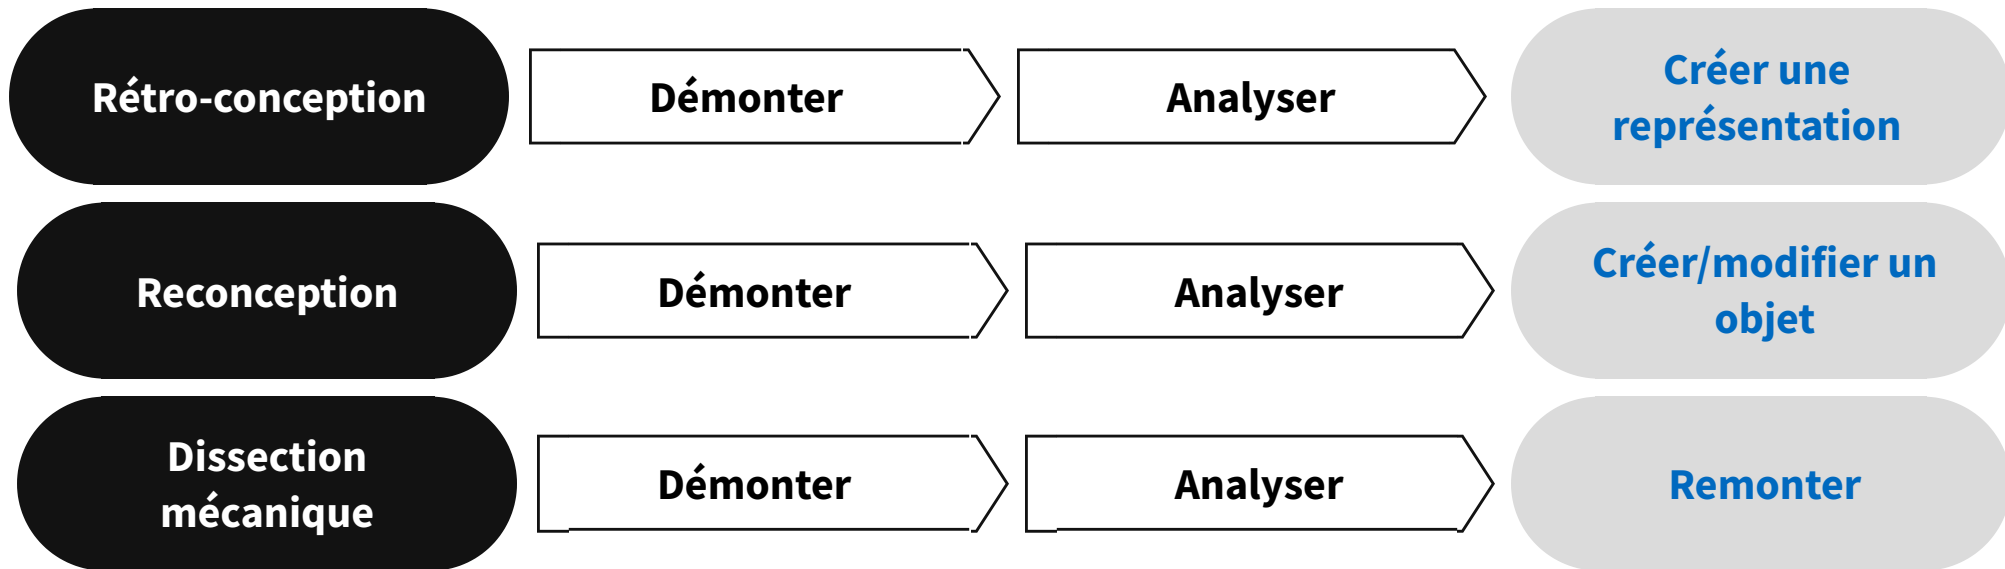 Rétro-conception
Démonter
Analyser
Créer une
représentation
Reconception
Démonter
Analyser
Créer/modifier un
objet
Dissection
mécanique
Démonter
Analyser
Remonter